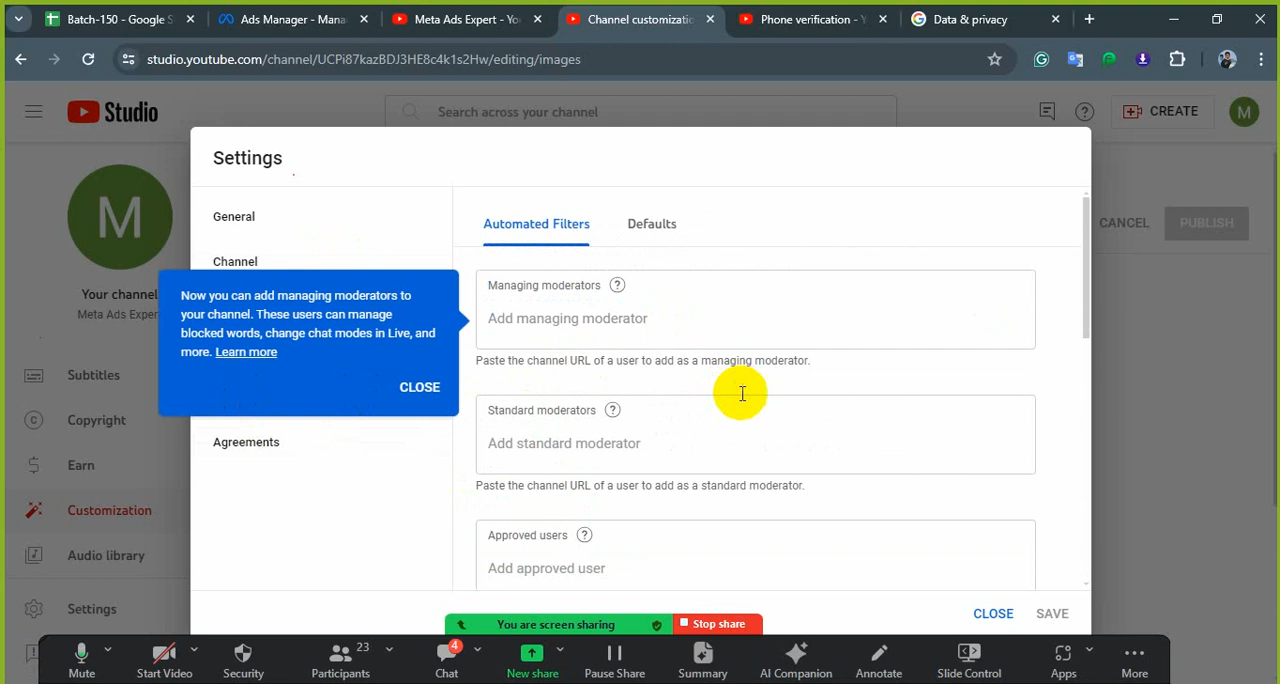 Batch-150 - Google S
Ads Manager - Mana
Meta Ads Expert - Yo
Channel customizatio
Phone verification - Y
Data & privacy
studio.youtube.com/channel/UCPi87kazBDJ3HE8c4k1s2Hw/editing/images
Studio
Search across your channel
CREATE
M
M
Your channel
Meta Ads Exper
Subtitles
Copyright
Earn
Customization
Audio library
Settings
CANCEL
PUBLISH
Settings
General
Channel
Agreements
Now you can add managing moderators to
your channel. These users can manage
blocked words, change chat modes in Live, and
more. Learn more
CLOSE
Automated Filters
Defaults
Managing moderators
Add managing moderator
Paste the channel URL of a user to add as a managing moderator.
Standard moderators
Add standard moderator
Paste the channel URL of a user to add as a standard moderator.
Approved users
Add approved user
CLOSE
SAVE
You are screen sharing
Stop share
Mute
Start Video
Security
Participants
23
Chat
4
New share
Pause Share
Summary
AI Companion
Annotate
Slide Control
Apps
More